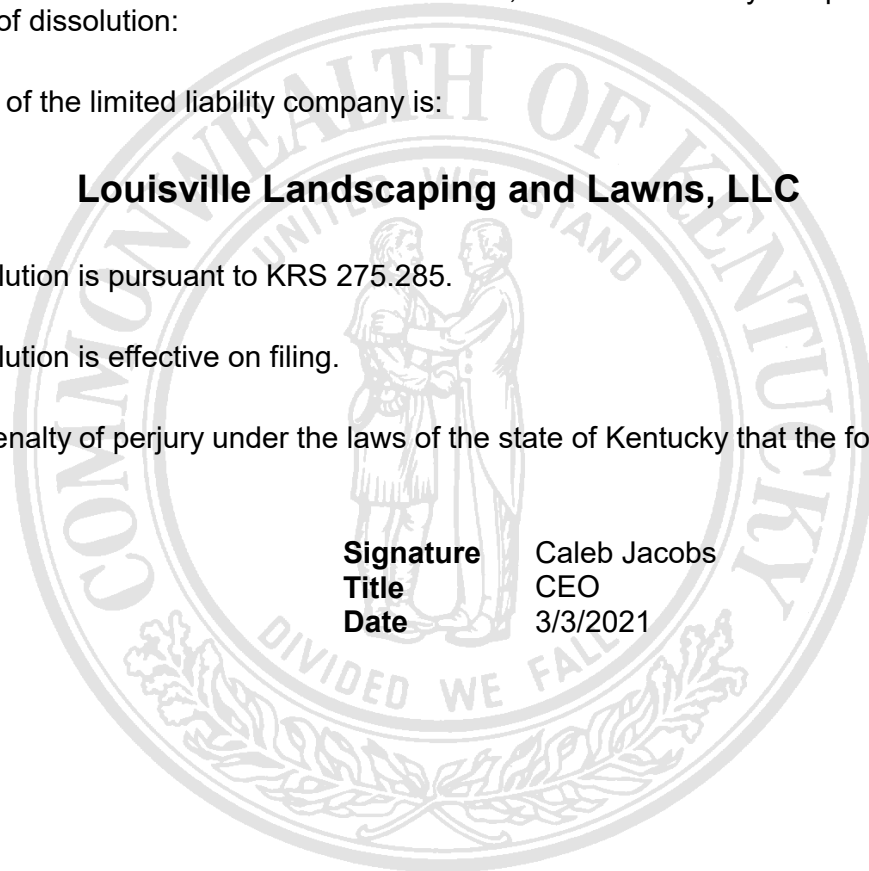 of dissolution:
of the limited liability company is:
Louisville Landscaping and Lawns, LLC
lution is pursuant to KRS 275.285.
lution is effective on filing.
enalty of perjury under the laws of the state of Kentucky that the fo
Signature Caleb Jacobs
Title CEO
Date 3/3/2021
COMMONWEALTH OF KENTUCKY
UNITED WE STAND
DIVIDED WE FALL